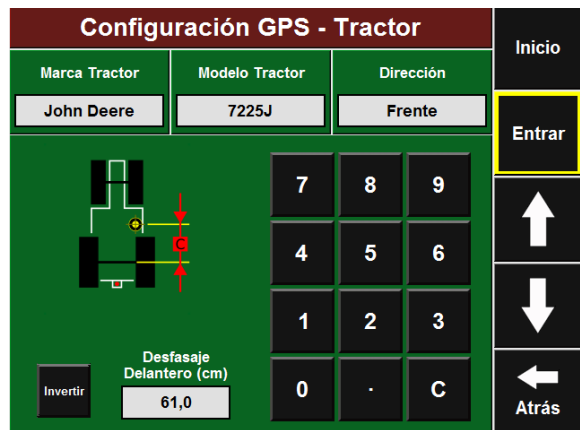 Configuración GPS - Tractor
Inicio
Marca Tractor
Modelo Tractor
Dirección
John Deere
7225J
Frente
Entrar
C
7
8
9
4
5
6
1
2
3
0
.
C
Desfasaje
Delantero (cm)
Invertir
61,0
Atrás